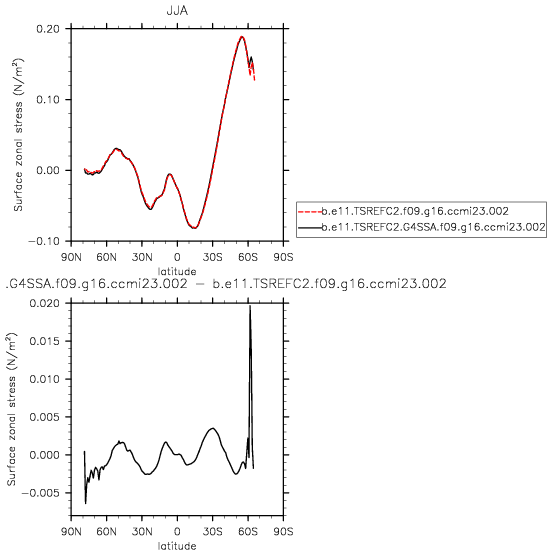 JJA
0.20
0.10
0.00
−0.10
Surface zonal stress (N/m²)
90N 60N 30N 0 30S 60S 90S
latitude
b.e11.TSREFC2.f09.g16.ccmi23.002
b.e11.TSREFC2.G4SSA.f09.g16.ccmi23.002
.G4SSA.f09.g16.ccmi23.002 − b.e11.TSREFC2.f09.g16.ccmi23.002
0.020
0.015
0.010
0.005
0.000
−0.005
Surface zonal stress (N/m²)
90N 60N 30N 0 30S 60S 90S
latitude